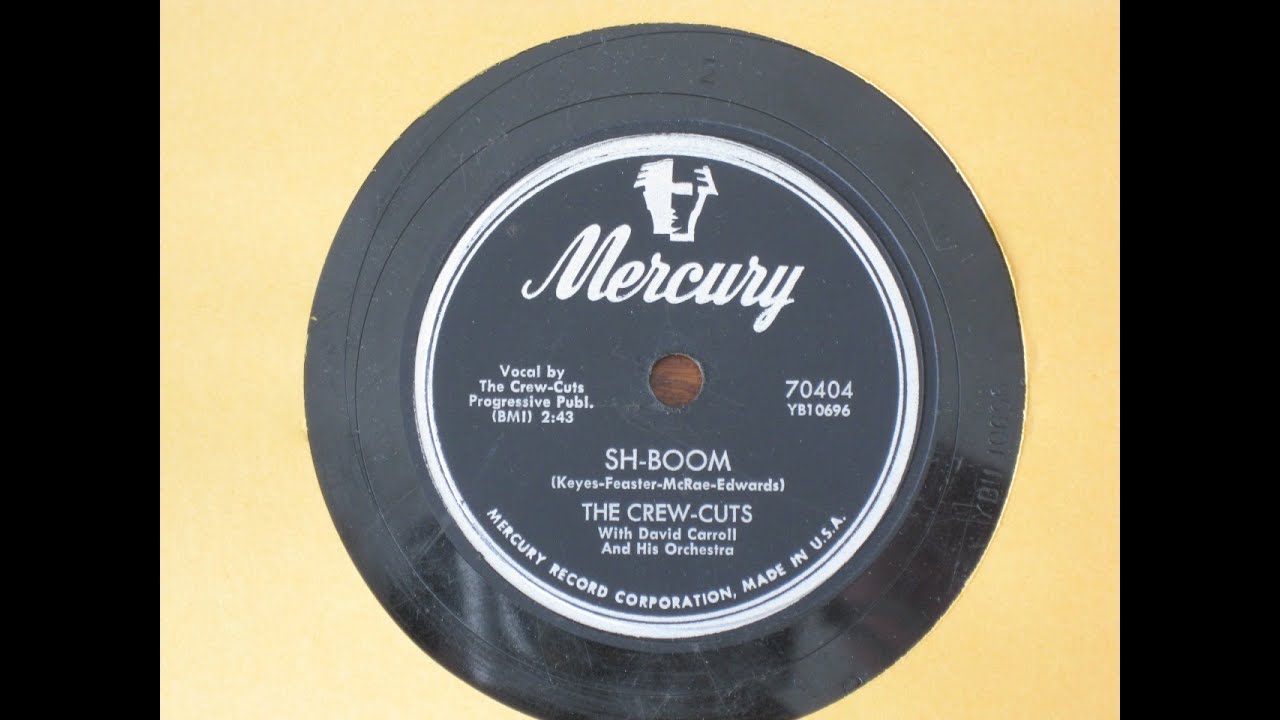 Mercury
Vocal by
The Crew-Cuts
Progressive Publ.
(BMI) 2:43
70404
YB10696
SH-BOOM
(Keyes-Feaster-McRae-Edwards)
THE CREW-CUTS
With David Carroll
And His Orchestra
MERCURY RECORD CORPORATION, MADE IN U.S.A.